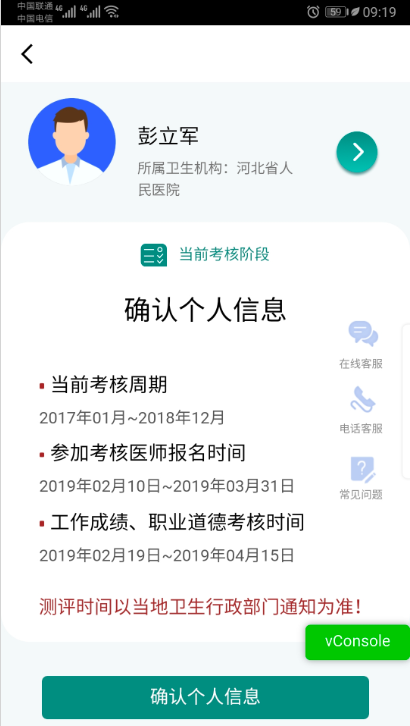 中国联通 4G 4G
中国电信
59 09:19
彭立军
所属卫生机构：河北省人
民医院
当前考核阶段
确认个人信息
在线客服
当前考核周期
2017年01月~2018年12月
电话客服
参加考核医师报名时间
2019年02月10日~2019年03月31日
常见问题
工作成绩、职业道德考核时间
2019年02月19日~2019年04月15日
测评时间以当地卫生行政部门通知为准！
vConsole
确认个人信息